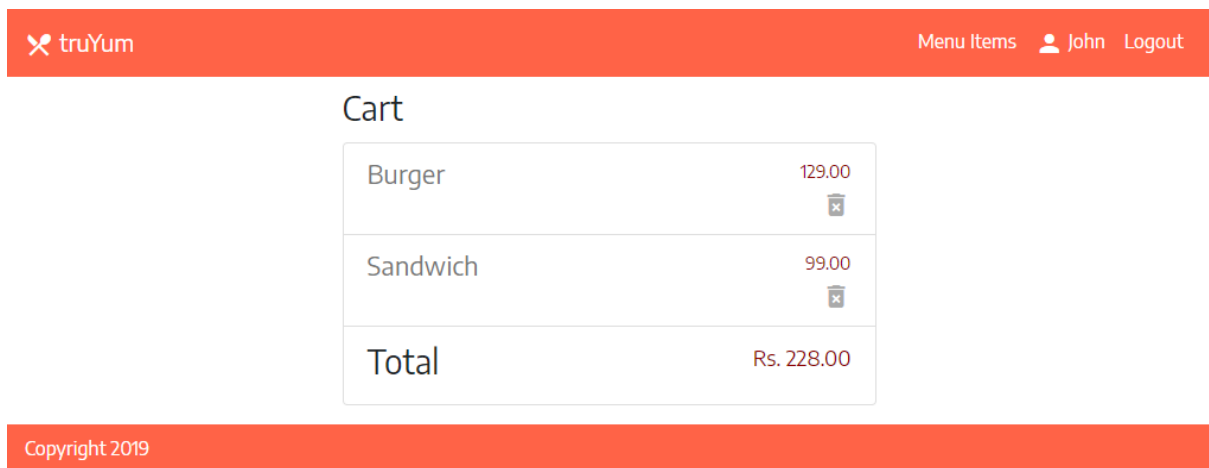 truYum Menu Items John Logout
Cart
Burger 129.00
Sandwich 99.00
Total Rs. 228.00
Copyright 2019